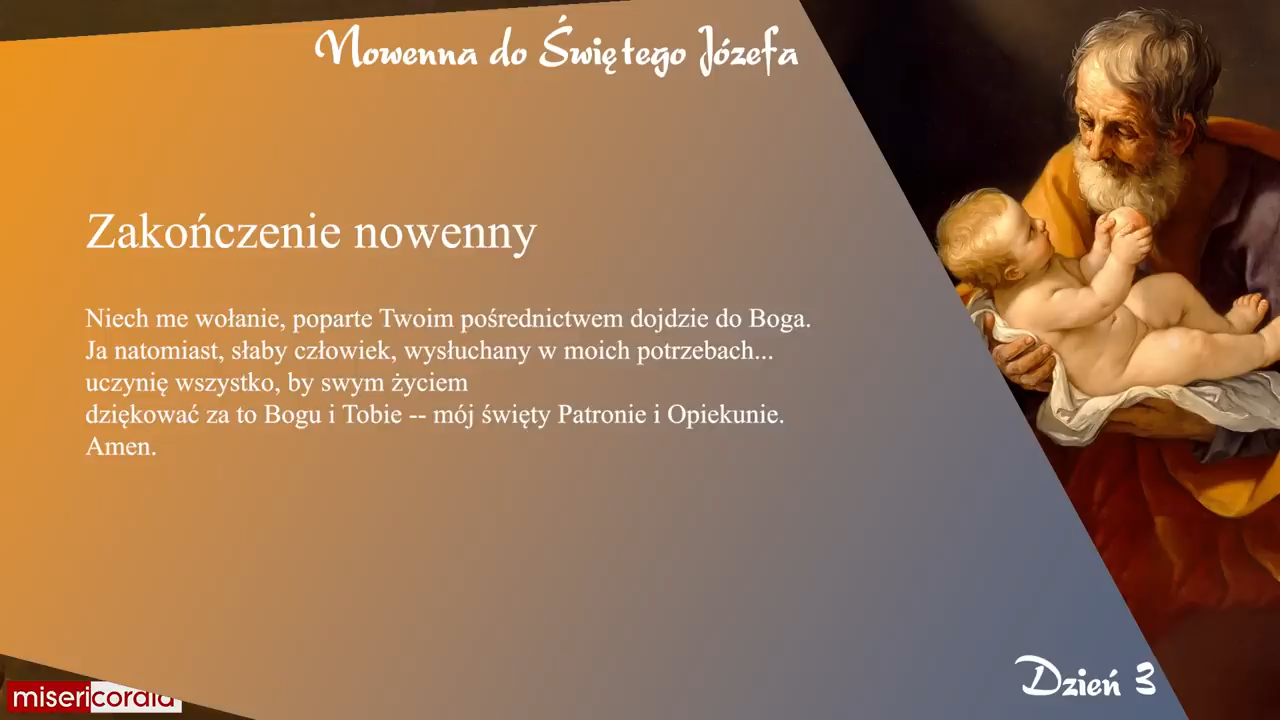 Nowenna do Świętego Józefa
Zakończenie nowenny
Niech me wołanie, poparte Twoim pośrednictwem dojdzie do Boga.
Ja natomiast, słaby człowiek, wysłuchany w moich potrzebach...
uczynię wszystko, by swym życiem
dziękować za to Bogu i Tobie -- mój święty Patronie i Opiekunie.
Amen.
Dzień 3
misericordia